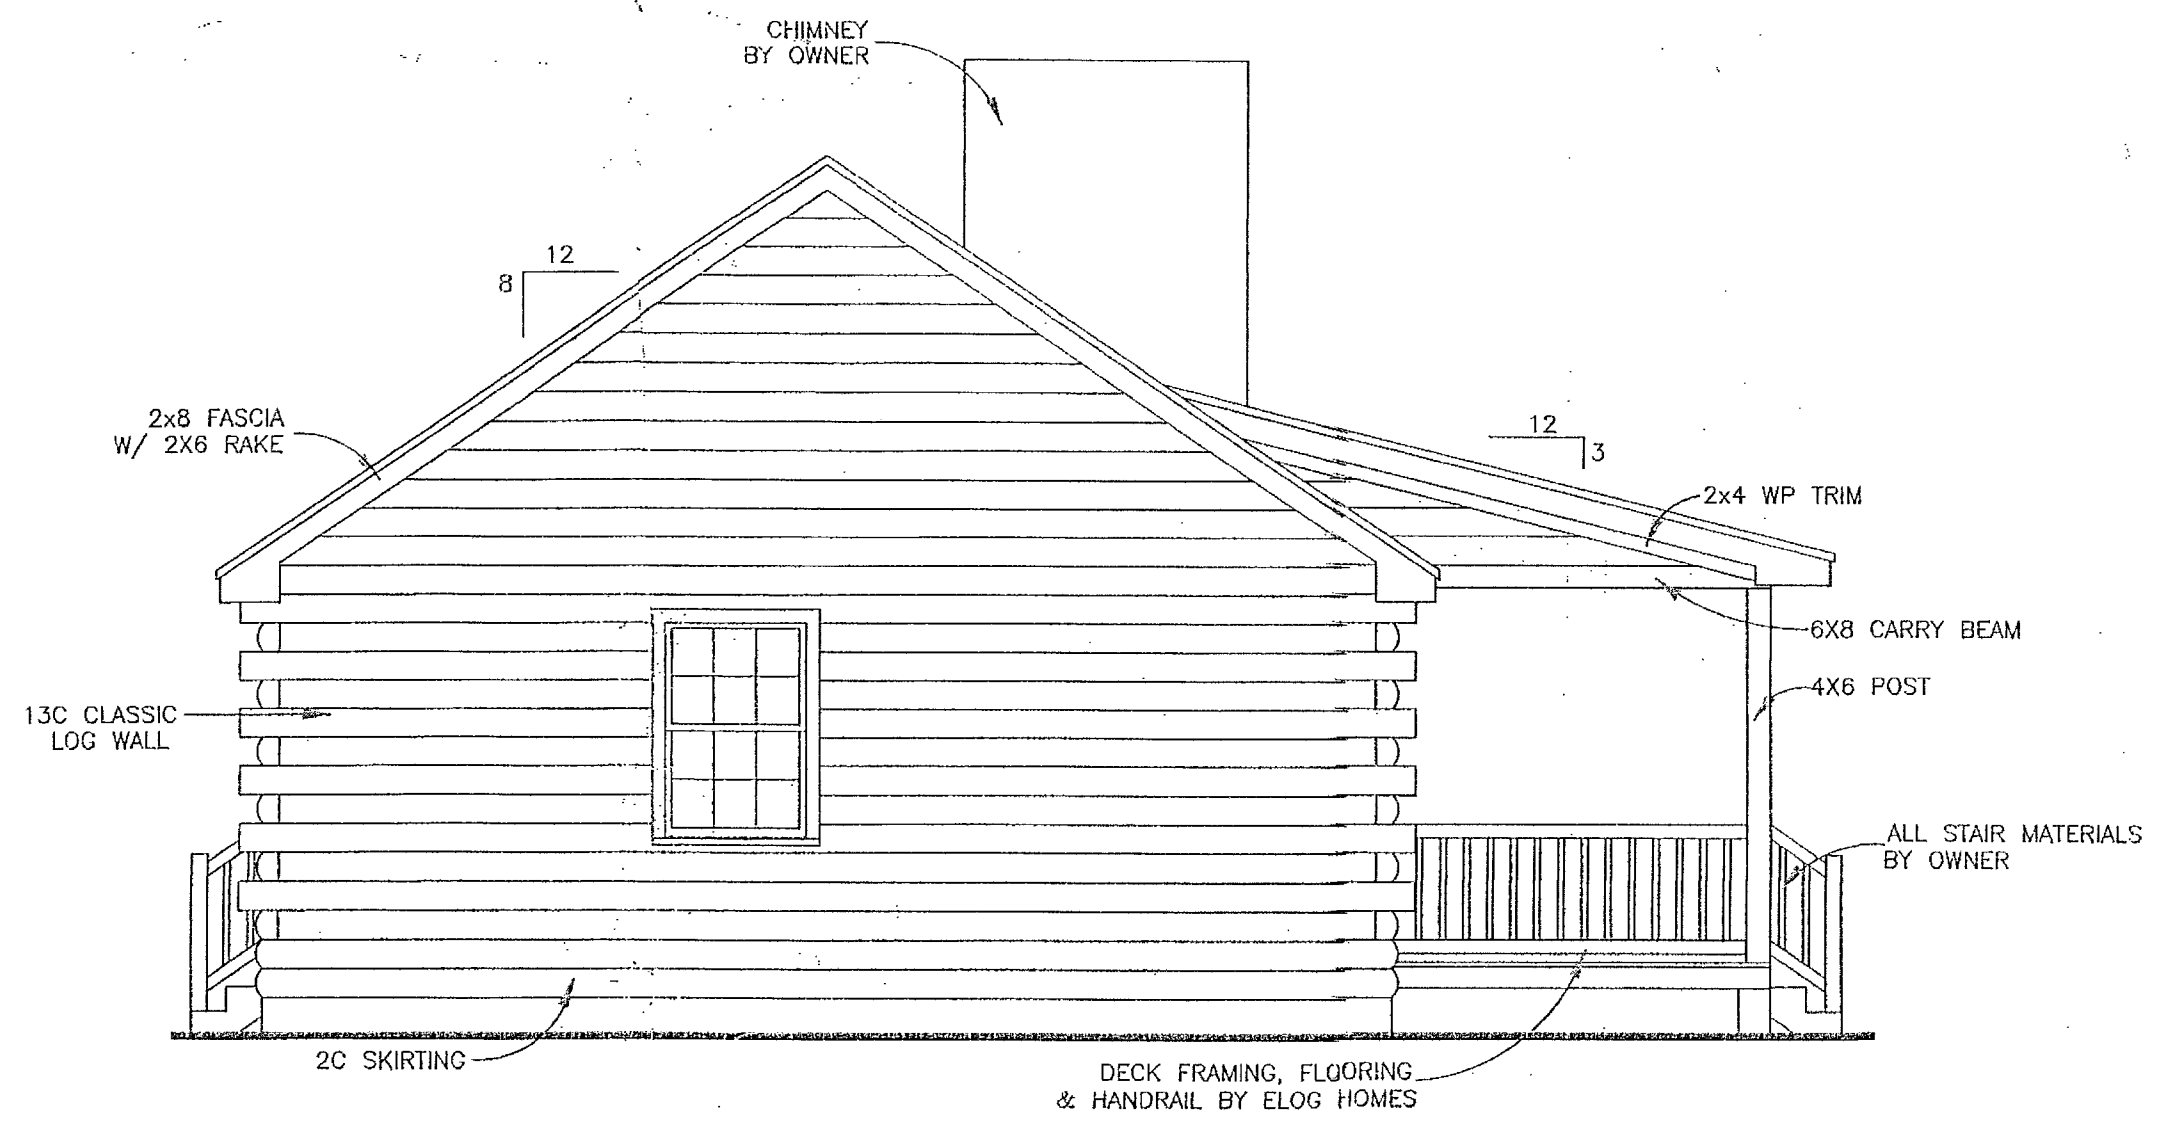 CHIMNEY
BY OWNER
12
8
2x8 FASCIA
W/ 2X6 RAKE
12
3
2x4 WP TRIM
6X8 CARRY BEAM
4X6 POST
13C CLASSIC
LOG WALL
ALL STAIR MATERIALS
BY OWNER
2C SKIRTING
DECK FRAMING, FLOORING
& HANDRAIL BY ELOG HOMES